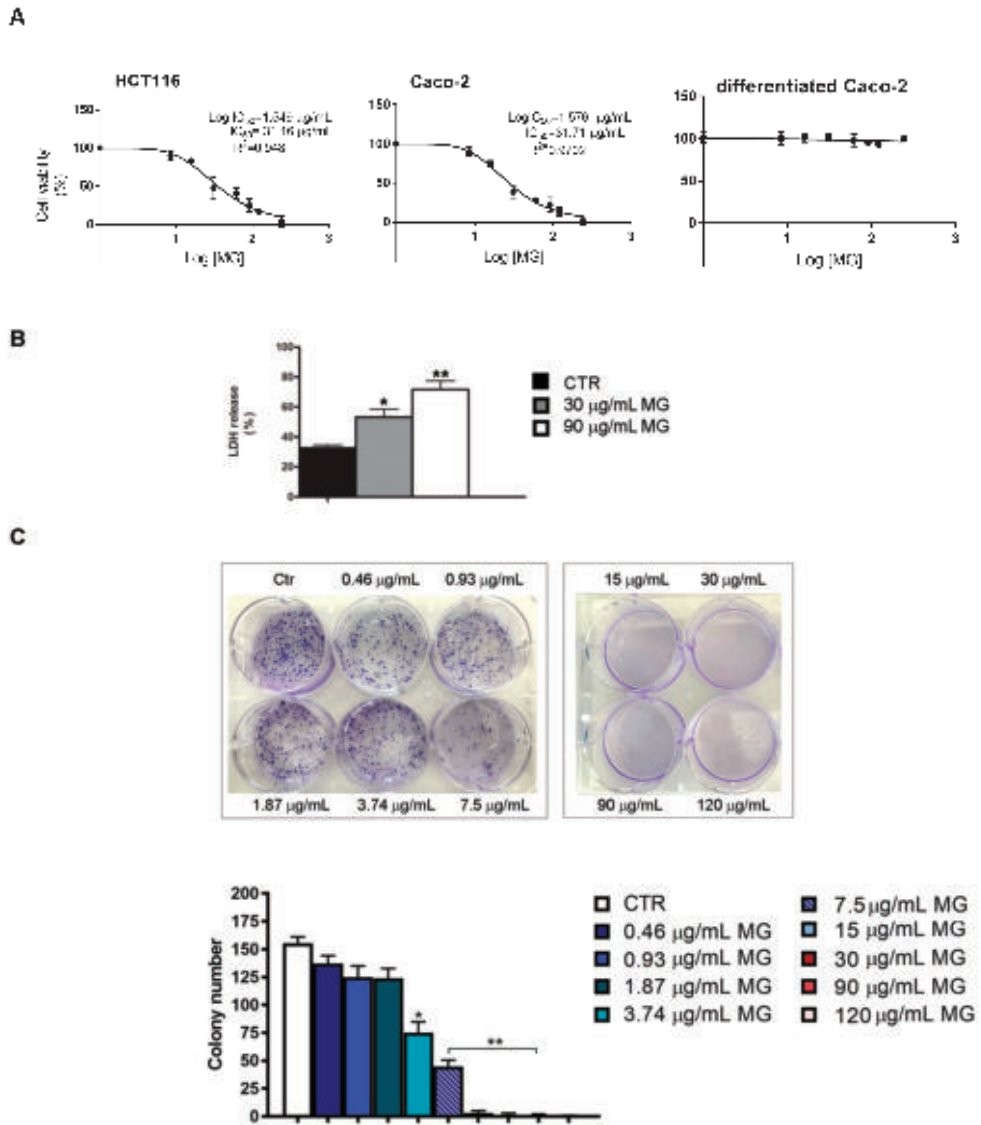 A
HCT116
Caco-2
differentiated Caco-2
150
100
50
0
Cell viability
(%)
1
2
3
Log [MG]
150
100
50
0
1
2
3
Log [MG]
150
100
50
0
0
1
2
3
Log [MG]
B
100
80
60
40
20
0
LDH release
(%)
*
**
CTR
30 µg/mL MG
90 µg/mL MG
C
Ctr 0.46 µg/mL 0.93 µg/mL
15 µg/mL 30 µg/mL
1.87 µg/mL 3.74 µg/mL 7.5 µg/mL
90 µg/mL 120 µg/mL
200
175
150
125
100
75
50
25
0
Colony number
*
**
CTR
0.46 µg/mL MG
0.93 µg/mL MG
1.87 µg/mL MG
3.74 µg/mL MG
7.5 µg/mL MG
15 µg/mL MG
30 µg/mL MG
90 µg/mL MG
120 µg/mL MG